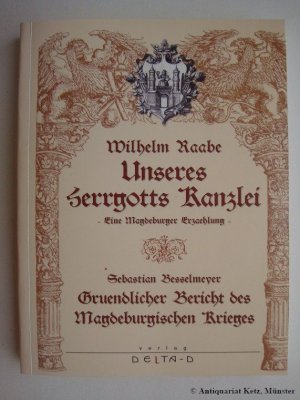 Wilhelm Raabe
Unseres
Herrgotts Kanzlei
- Eine Magdeburger Erzaehlung -
Sebastian Besselmeyer
Gruendlicher Bericht des
Magdeburgischen Krieges
verlag
DELTA-D
© Antiquariat Ketz, Münster